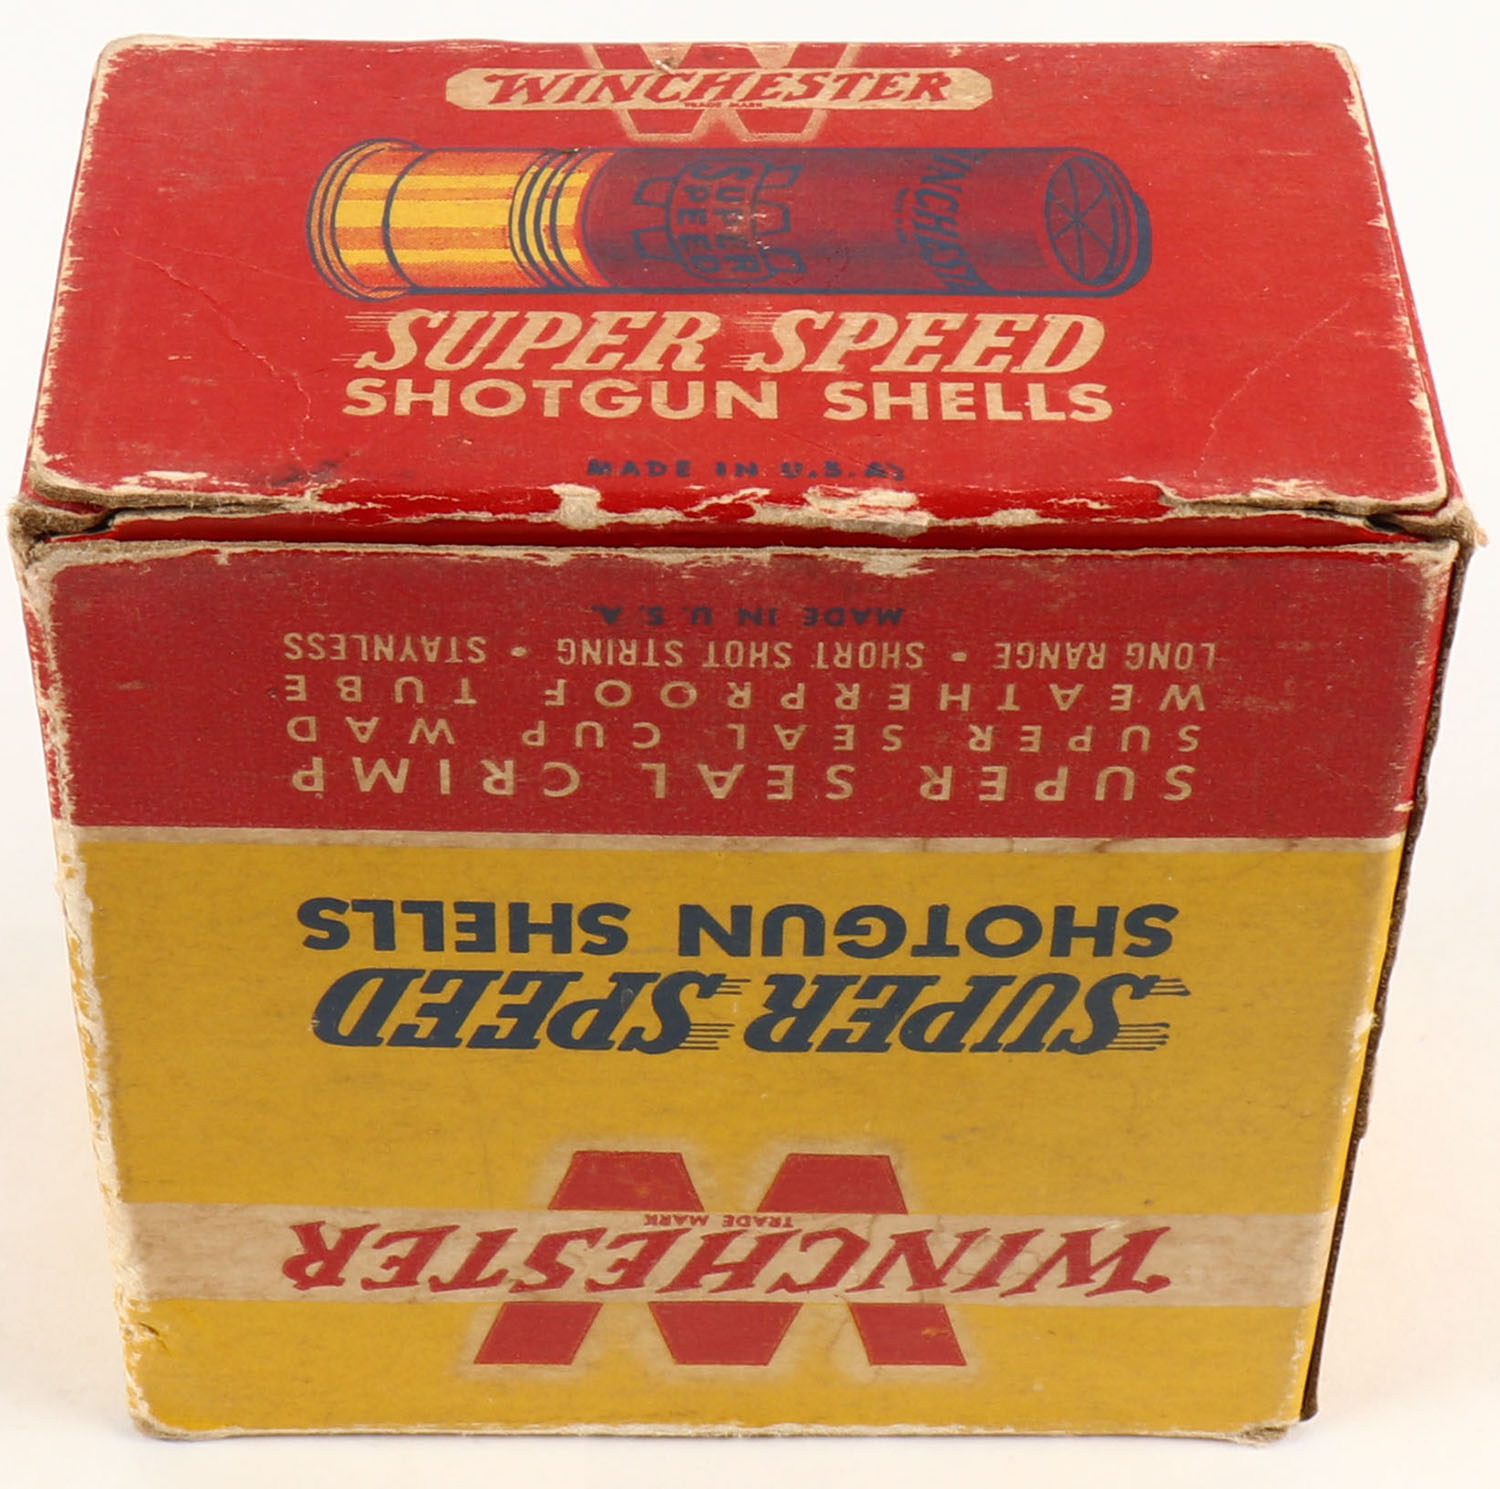 WINCHESTER
TRADE MARK
SUPER
SPEED
WINCHESTER
SUPER SPEED
SHOTGUN SHELLS
MADE IN U.S.A.
WINCHESTER
TRADE MARK
SUPER SPEED
SHOTGUN SHELLS
SUPER SEAL CRIMP
SUPER SEAL CUP WAD
WEATHERPROOF TUBE
LONG RANGE • SHORT SHOT STRING • STAYNLESS
MADE IN U.S.A.